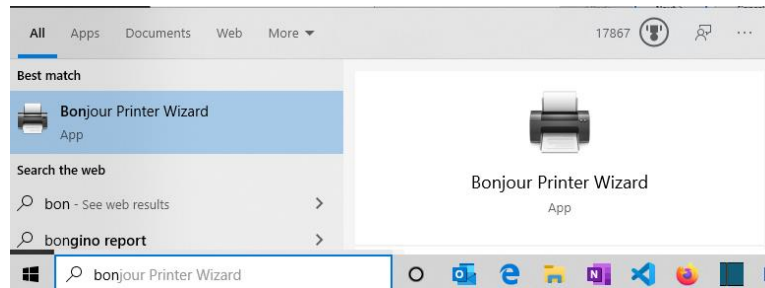 All Apps Documents Web More 17867 ...
Best match
Bonjour Printer Wizard
App
Search the web
bon - See web results
bongino report
Bonjour Printer Wizard
App
bonjour Printer Wizard